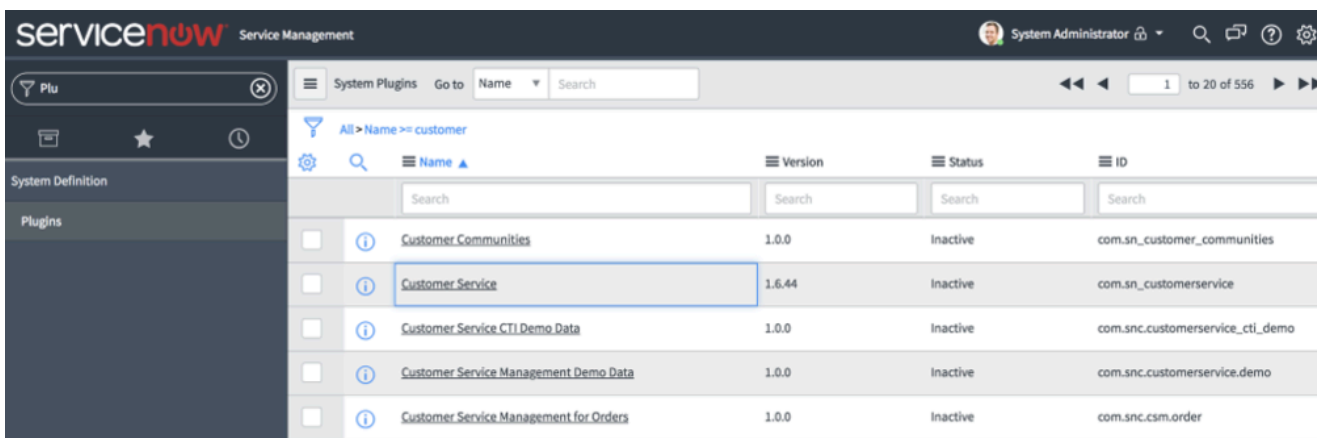 servicenow Service Management
System Administrator
Plu
System Plugins Go to Name Search
1 to 20 of 556
All > Name >= customer
Name Version Status ID
System Definition
Search Search Search Search
Plugins
Customer Communities 1.0.0 Inactive com.sn_customer_communities
Customer Service 1.6.44 Inactive com.sn_customerservice
Customer Service CTI Demo Data 1.0.0 Inactive com.snc.customerservice_cti_demo
Customer Service Management Demo Data 1.0.0 Inactive com.snc.customerservice.demo
Customer Service Management for Orders 1.0.0 Inactive com.snc.csm.order